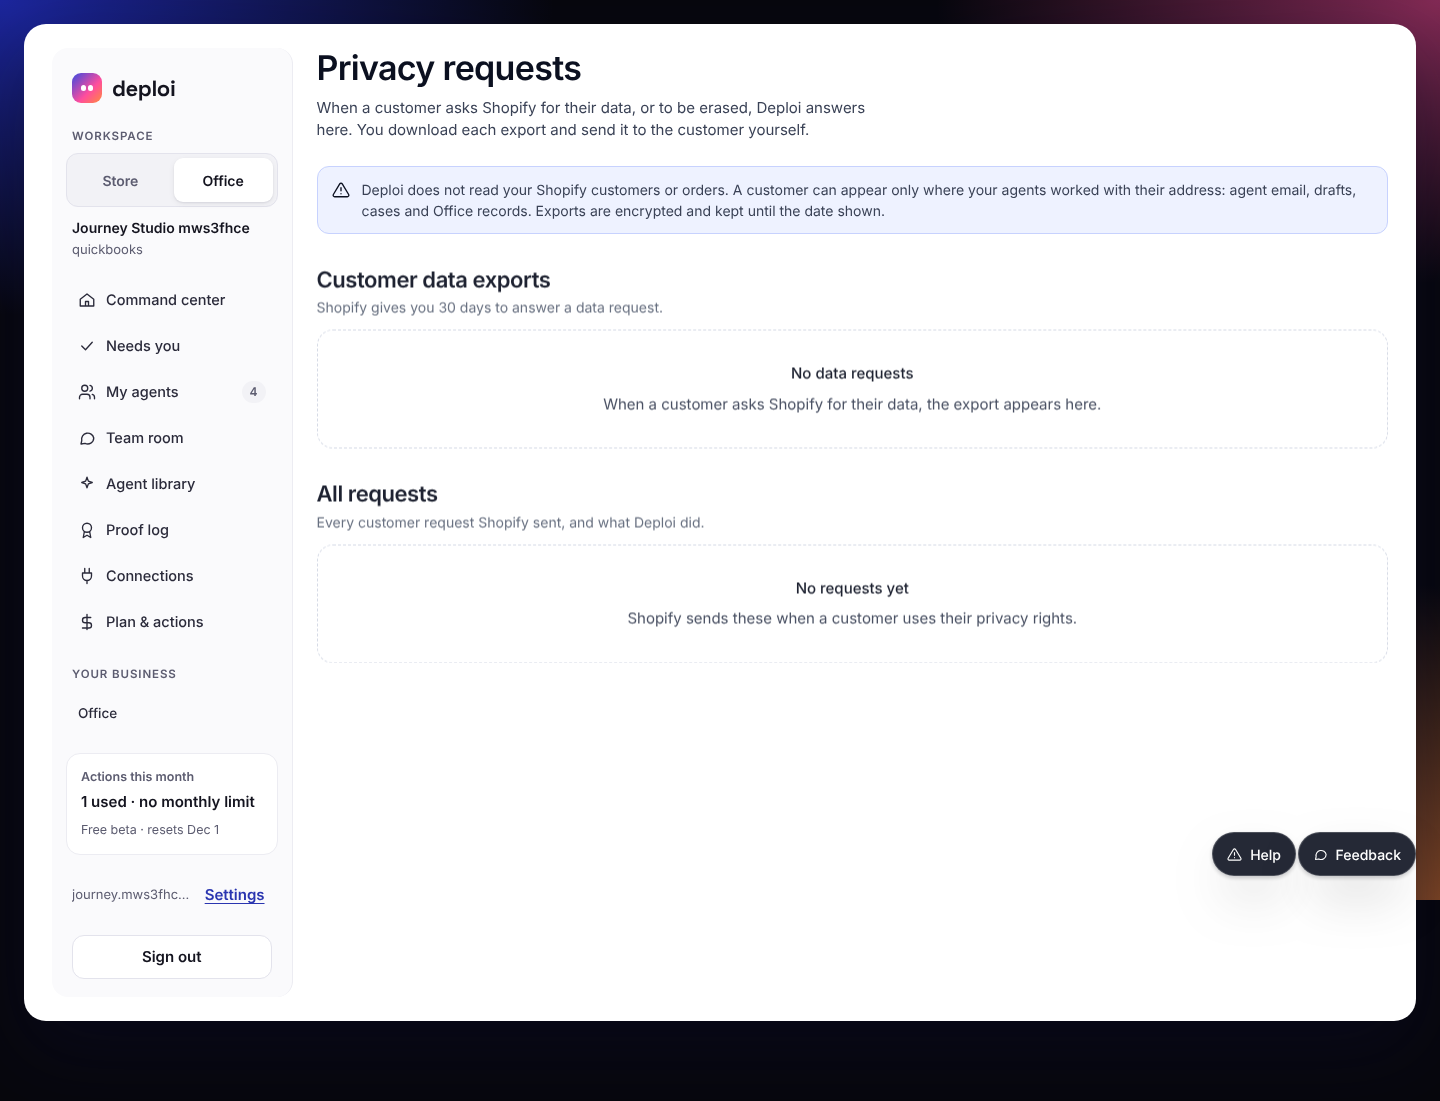 deploi
WORKSPACE
Store
Office
Journey Studio mws3fhce
quickbooks
Command center
Needs you
My agents
4
Team room
Agent library
Proof log
Connections
Plan & actions
YOUR BUSINESS
Office
Actions this month
1 used · no monthly limit
Free beta · resets Dec 1
journey.mws3fhc...
Settings
Sign out
Privacy requests
When a customer asks Shopify for their data, or to be erased, Deploi answers
here. You download each export and send it to the customer yourself.
Deploi does not read your Shopify customers or orders. A customer can appear only where your agents worked with their address: agent email, drafts,
cases and Office records. Exports are encrypted and kept until the date shown.
Customer data exports
Shopify gives you 30 days to answer a data request.
No data requests
When a customer asks Shopify for their data, the export appears here.
All requests
Every customer request Shopify sent, and what Deploi did.
No requests yet
Shopify sends these when a customer uses their privacy rights.
Help
Feedback